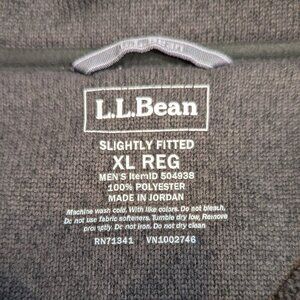 L.L.Bean
L.L.Bean
SLIGHTLY FITTED
XL REG
MEN'S ItemID 504938
100% POLYESTER
MADE IN JORDAN
Machine wash cold. With like colors. Do not bleach.
Do not use fabric softeners. Tumble dry low. Remove
promptly. Do not iron. Do not dry clean
RN71341 VN1002746